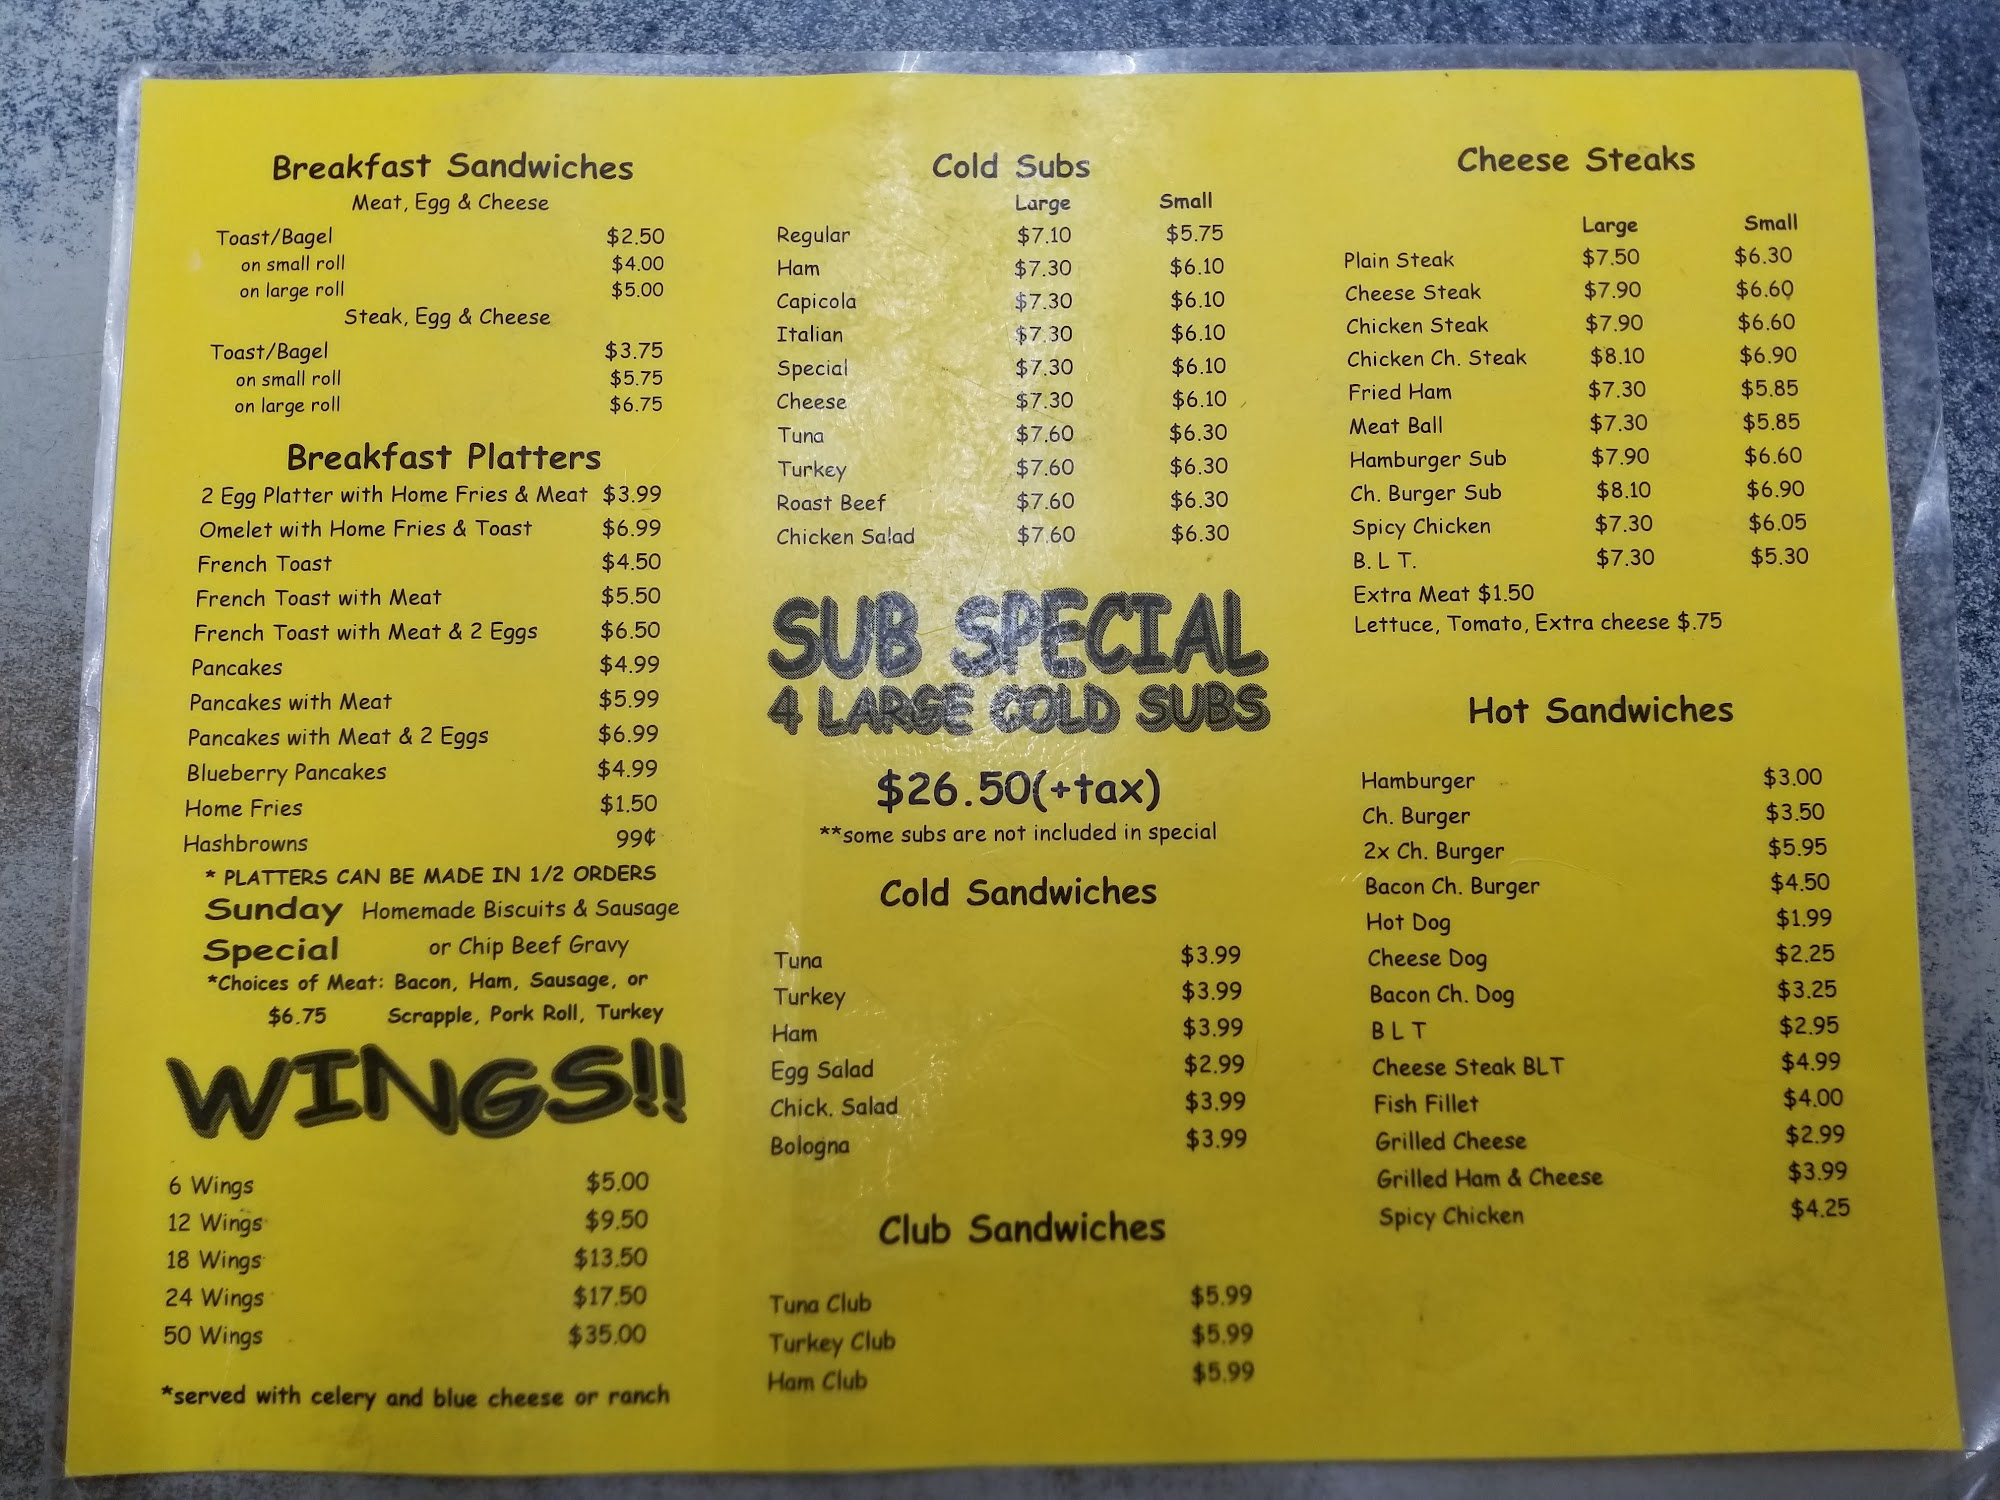 Breakfast Sandwiches
Meat, Egg & Cheese
Toast/Bagel $2.50
on small roll $4.00
on large roll $5.00
Steak, Egg & Cheese
Toast/Bagel $3.75
on small roll $5.75
on large roll $6.75
Breakfast Platters
2 Egg Platter with Home Fries & Meat $3.99
Omelet with Home Fries & Toast $6.99
French Toast $4.50
French Toast with Meat $5.50
French Toast with Meat & 2 Eggs $6.50
Pancakes $4.99
Pancakes with Meat $5.99
Pancakes with Meat & 2 Eggs $6.99
Blueberry Pancakes $4.99
Home Fries $1.50
Hashbrowns 99¢
* PLATTERS CAN BE MADE IN 1/2 ORDERS
Sunday Homemade Biscuits & Sausage
Special or Chip Beef Gravy
*Choices of Meat: Bacon, Ham, Sausage, or
$6.75 Scrapple, Pork Roll, Turkey
WINGS!!
6 Wings $5.00
12 Wings $9.50
18 Wings $13.50
24 Wings $17.50
50 Wings $35.00
*served with celery and blue cheese or ranch
Cold Subs
Large Small
Regular $7.10 $5.75
Ham $7.30 $6.10
Capicola $7.30 $6.10
Italian $7.30 $6.10
Special $7.30 $6.10
Cheese $7.30 $6.10
Tuna $7.60 $6.30
Turkey $7.60 $6.30
Roast Beef $7.60 $6.30
Chicken Salad $7.60 $6.30
SUB SPECIAL
4 LARGE COLD SUBS
$26.50(+tax)
**some subs are not included in special
Cold Sandwiches
Tuna $3.99
Turkey $3.99
Ham $3.99
Egg Salad $2.99
Chick. Salad $3.99
Bologna $3.99
Club Sandwiches
Tuna Club $5.99
Turkey Club $5.99
Ham Club $5.99
Cheese Steaks
Large Small
Plain Steak $7.50 $6.30
Cheese Steak $7.90 $6.60
Chicken Steak $7.90 $6.60
Chicken Ch. Steak $8.10 $6.90
Fried Ham $7.30 $5.85
Meat Ball $7.30 $5.85
Hamburger Sub $7.90 $6.60
Ch. Burger Sub $8.10 $6.90
Spicy Chicken $7.30 $6.05
B. L T. $7.30 $5.30
Extra Meat $1.50
Lettuce, Tomato, Extra cheese $.75
Hot Sandwiches
Hamburger $3.00
Ch. Burger $3.50
2x Ch. Burger $5.95
Bacon Ch. Burger $4.50
Hot Dog $1.99
Cheese Dog $2.25
Bacon Ch. Dog $3.25
B L T $2.95
Cheese Steak BLT $4.99
Fish Fillet $4.00
Grilled Cheese $2.99
Grilled Ham & Cheese $3.99
Spicy Chicken $4.25